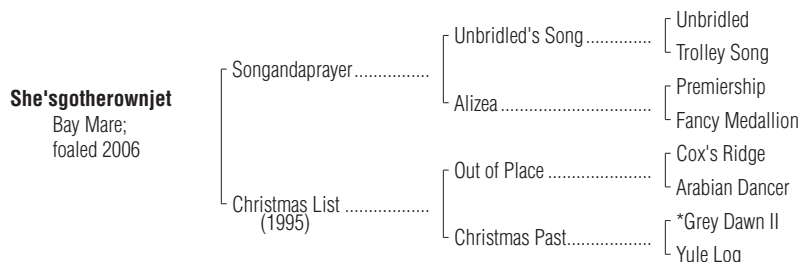 Unbridled
Unbridled's Song..............
Trolley Song
Songandaprayer................
Premiership
Alizea ...........................
Fancy Medallion
She'sgotherownjet
Bay Mare;
foaled 2006
Cox's Ridge
Out of Place ....................
Arabian Dancer
Christmas List ..................
(1995)
*Grey Dawn II
Christmas Past.................
Yule Log